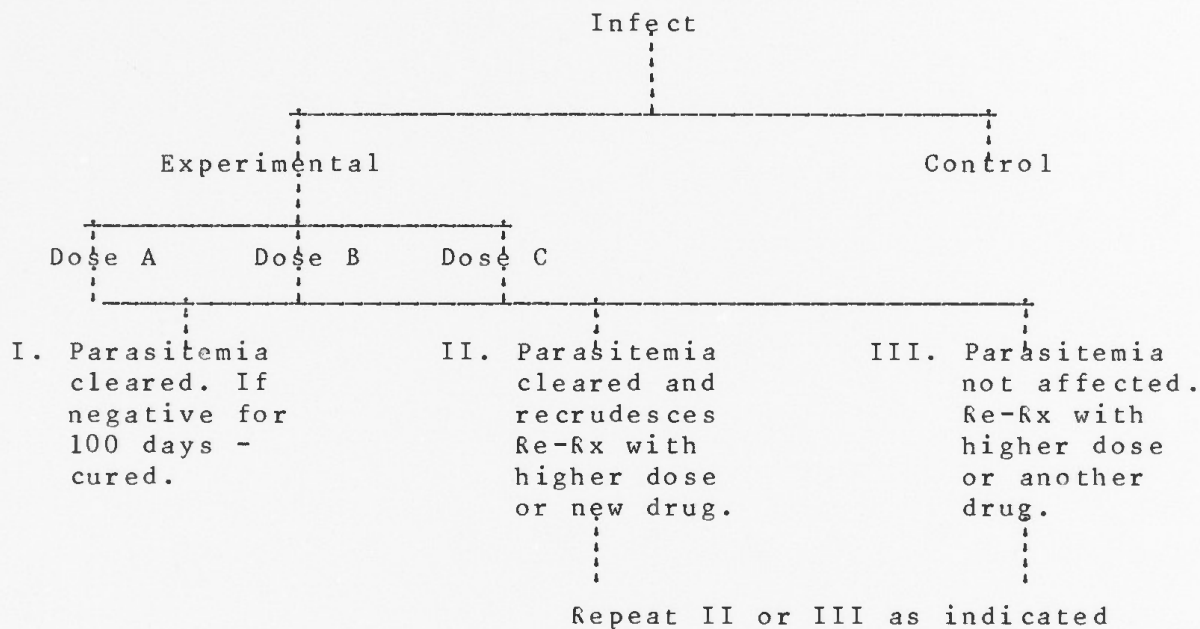 Infect
Experimental Control
Dose A Dose B Dose C
I. Parasitemia
cleared. If
negative for
100 days -
cured.
II. Parasitemia
cleared and
recrudesces
Re-Rx with
higher dose
or new drug.
III. Parasitemia
not affected.
Re-Rx with
higher dose
or another
drug.
Repeat II or III as indicated